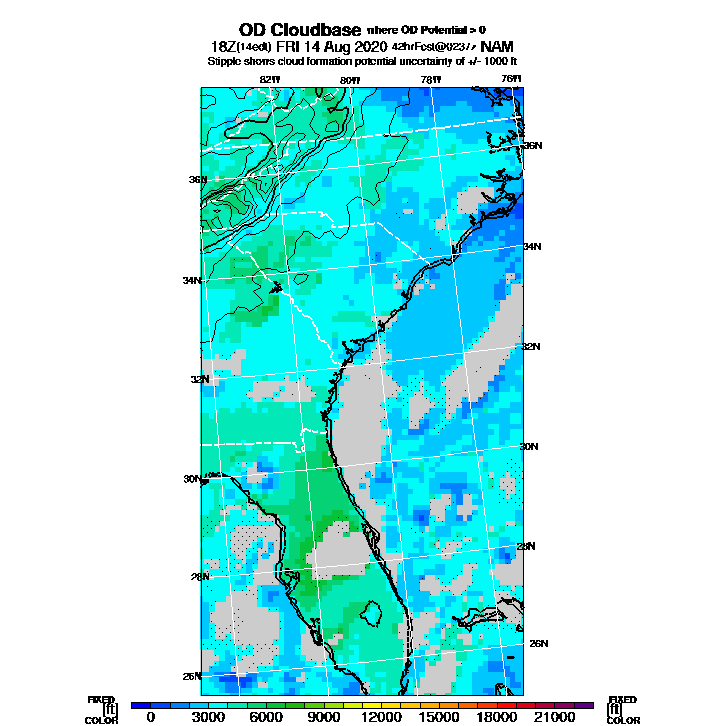 OD Cloudbase where OD Potential > 0
18Z(14edt) FRI 14 Aug 2020 42hrFcst@0237z NAM
Stipple shows cloud formation potential uncertainty of +/- 1000 ft
82W 80W 78W 76W
36N
36N
34N
34N
32N
32N
30N
30N
28N
28N
26N
26N
FIXED FIXED
[ft] [ft]
COLOR COLOR
0 3000 6000 9000 12000 15000 18000 21000